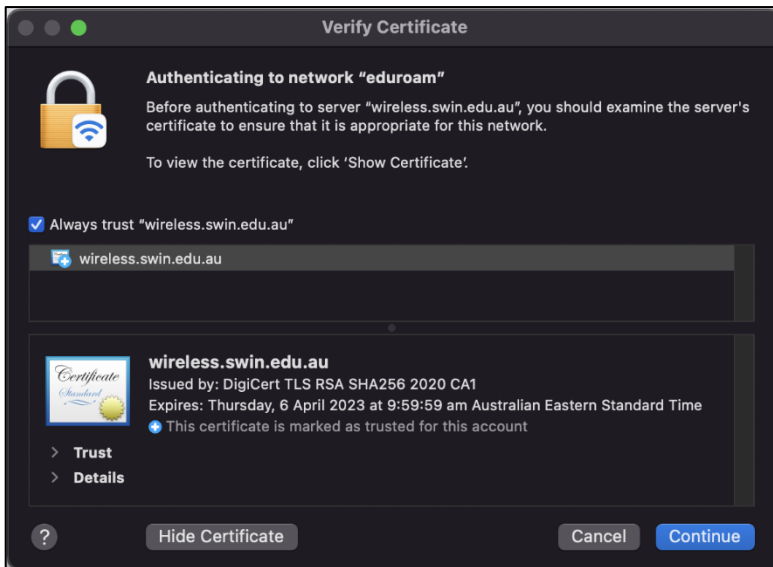 Verify Certificate
Authenticating to network “eduroam”
Before authenticating to server “wireless.swin.edu.au”, you should examine the server's
certificate to ensure that it is appropriate for this network.
To view the certificate, click ‘Show Certificate’.
Always trust “wireless.swin.edu.au”
wireless.swin.edu.au
Certificate
Standard
wireless.swin.edu.au
Issued by: DigiCert TLS RSA SHA256 2020 CA1
Expires: Thursday, 6 April 2023 at 9:59:59 am Australian Eastern Standard Time
This certificate is marked as trusted for this account
> Trust
> Details
? Hide Certificate Cancel Continue